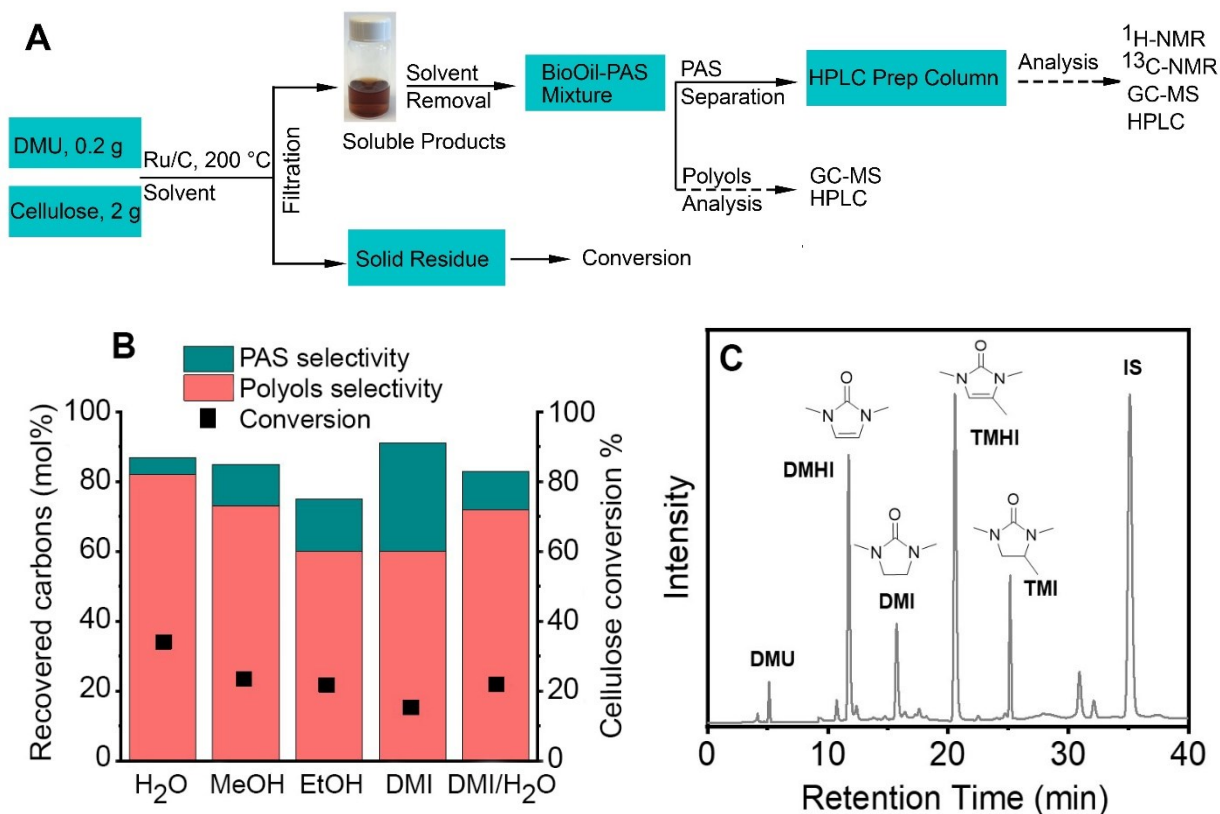 A
DMU, 0.2 g
Cellulose, 2 g
Ru/C, 200 °C
Solvent
Filtration
Soluble Products
Solvent
Removal
BioOil-PAS
Mixture
PAS
Separation
HPLC Prep Column
Analysis
¹H-NMR
¹³C-NMR
GC-MS
HPLC
Polyols
Analysis
GC-MS
HPLC
Solid Residue
Conversion
B
PAS selectivity
Polyols selectivity
Conversion
Recovered carbons (mol%)
100
80
60
40
20
0
100
80
60
40
20
0
Cellulose conversion %
H₂O
MeOH
EtOH
DMI
DMI/H₂O
C
Intensity
DMU
O
N
N
DMHI
O
N
N
DMI
O
N
N
TMHI
O
N
N
TMI
IS
0
10
20
30
40
Retention Time (min)